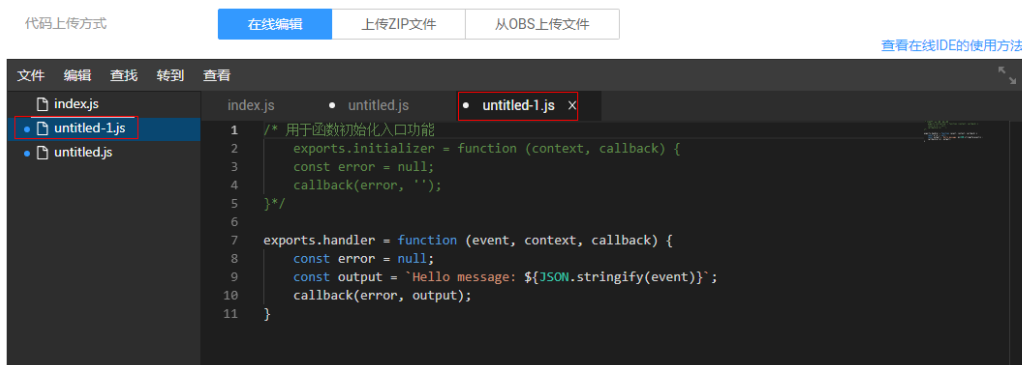 代码上传方式 在线编辑 上传ZIP文件 从OBS上传文件
查看在线IDE的使用方法
文件 编辑 查找 转到 查看
index.js
untitled-1.js
untitled.js
index.js untitled.js untitled-1.js X
1 /* 用于函数初始化入口功能
2 exports.initializer = function (context, callback) {
3 const error = null;
4 callback(error, '');
5 }*/
6
7 exports.handler = function (event, context, callback) {
8 const error = null;
9 const output = `Hello message: ${JSON.stringify(event)}`;
10 callback(error, output);
11 }